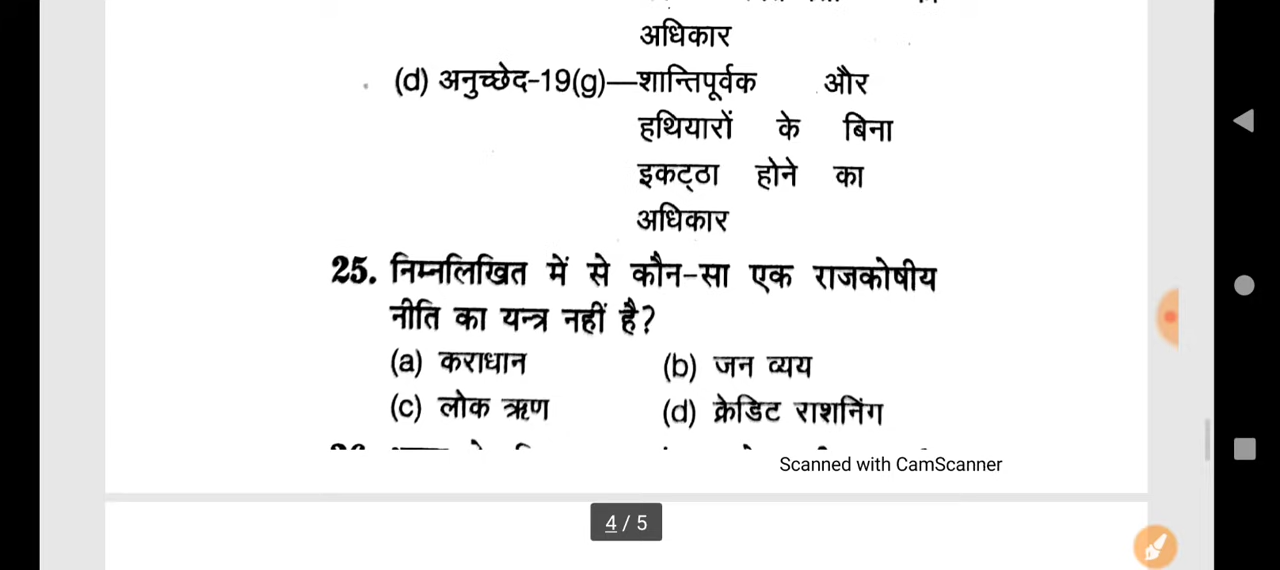 अधिकार
(d) अनुच्छेद-19(g)—शान्तिपूर्वक और
हथियारों के बिना
इकट्ठा होने का
अधिकार
25. निम्नलिखित में से कौन-सा एक राजकोषीय
नीति का यन्त्र नहीं है?
(a) कराधान (b) जन व्यय
(c) लोक ऋण (d) क्रेडिट राशनिंग
Scanned with CamScanner
4 / 5